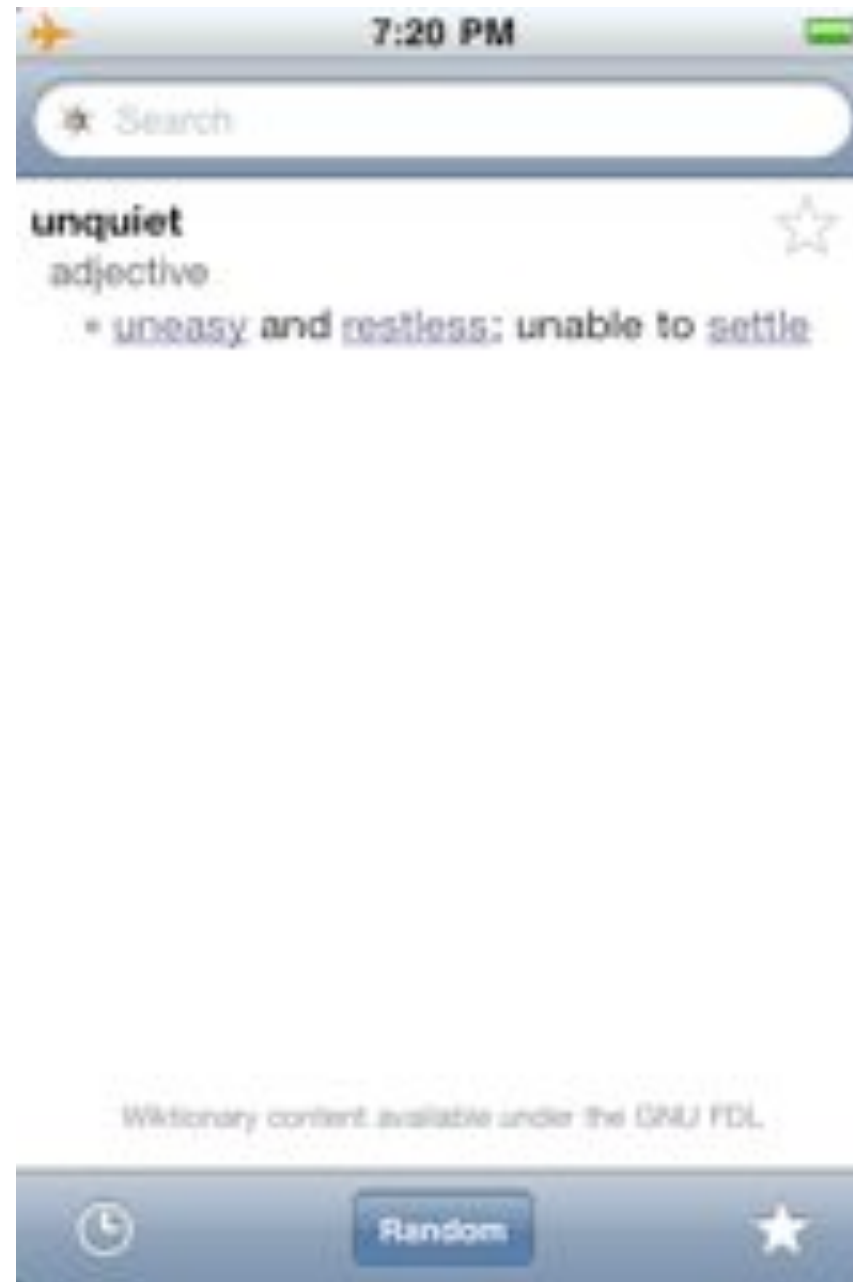 7:20 PM
Search
unquiet
adjective
• uneasy and restless; unable to settle
Wiktionary content available under the GNU FDL
Random